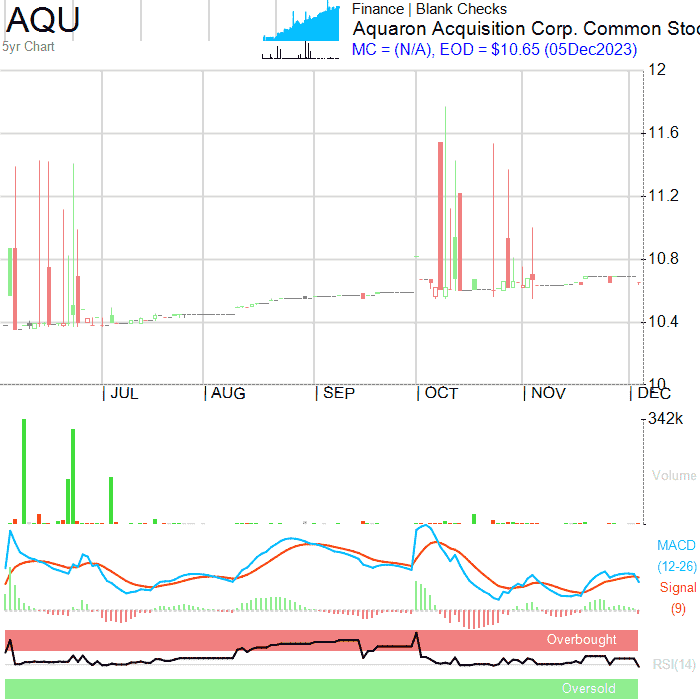 AQU
5yr Chart
Finance | Blank Checks
Aquaron Acquisition Corp. Common Stoc
MC = (N/A), EOD = $10.65 (05Dec2023)
12
11.6
11.2
10.8
10.4
10
| JUL | AUG | SEP | OCT | NOV | DEC
342k
Volume
MACD
(12-26)
Signal
(9)
Overbought
RSI(14)
Oversold